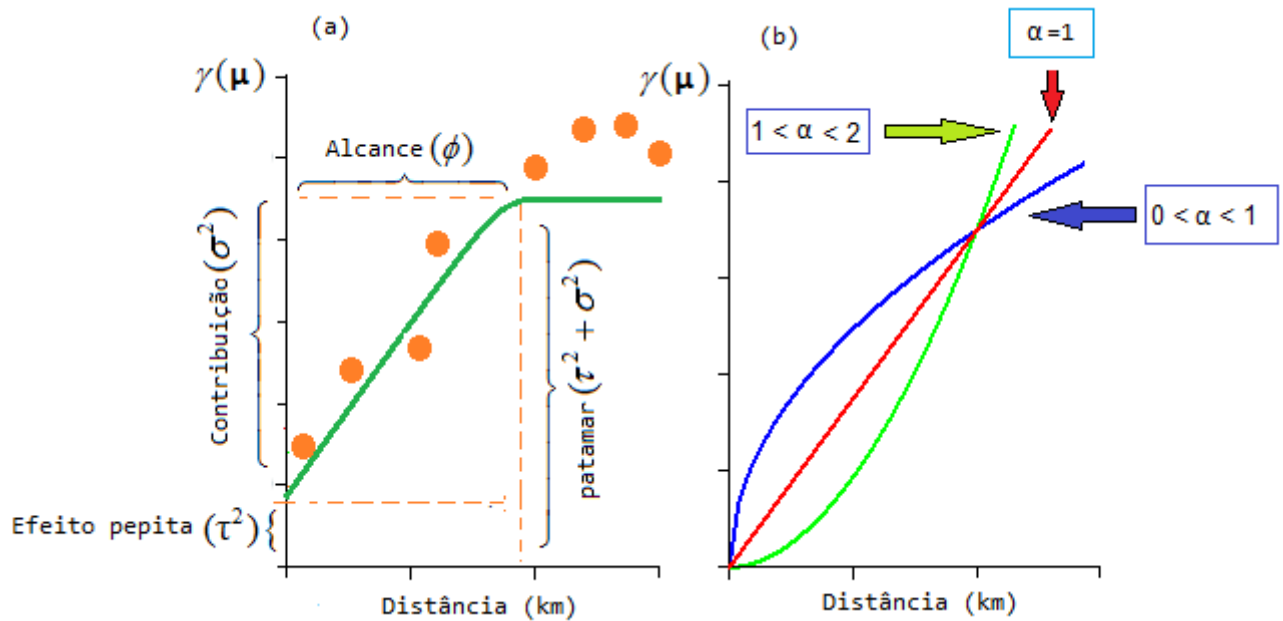 (a)
γ(μ)
Alcance (ϕ)
Contribuição (σ²)
patamar (τ² + σ²)
Efeito pepita (τ²)
Distância (km)
(b)
γ(μ)
α =1
1 < α < 2
0 < α < 1
Distância (km)